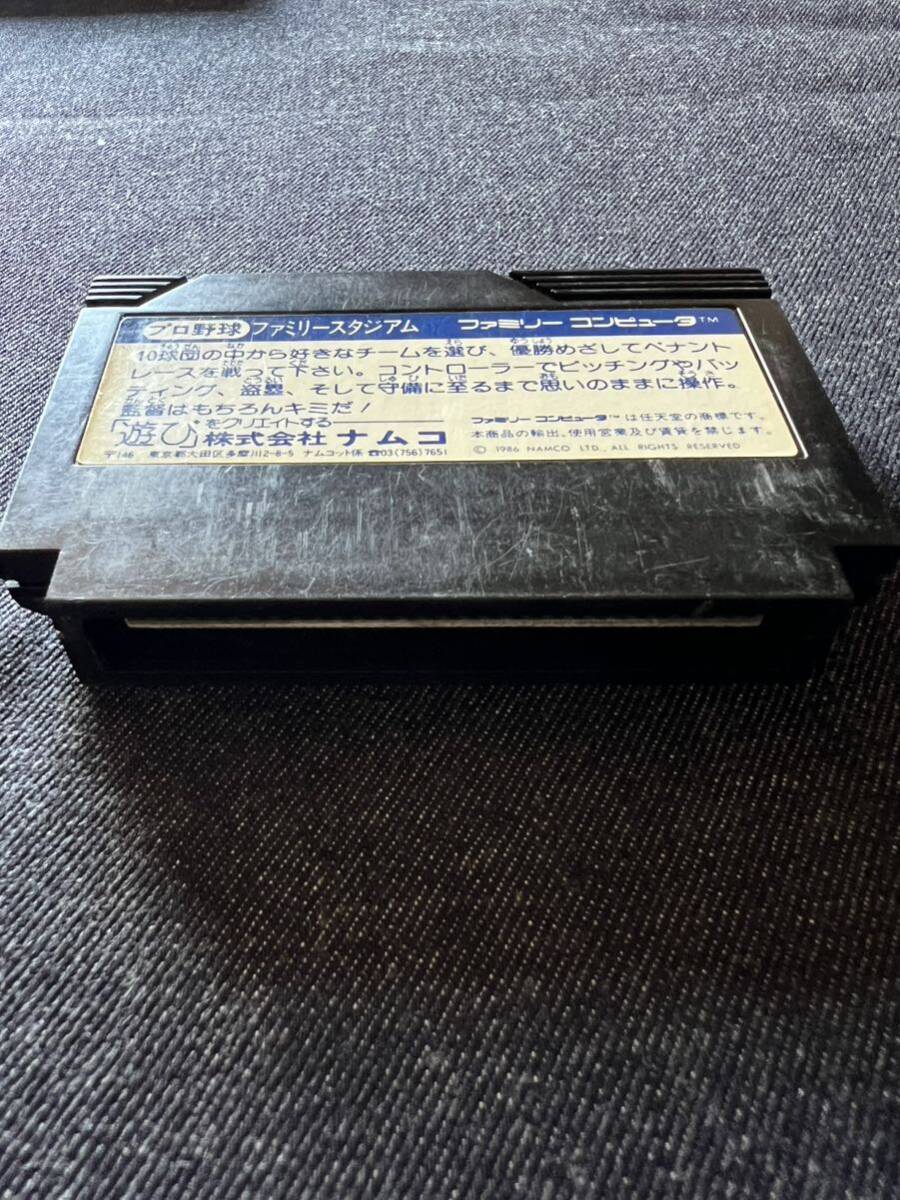 プロ野球 ファミリースタジアム ファミリー コンピュータ™
10球団の中から好きなチームを選び、優勝めざしてペナント
レースを戦って下さい。コントローラーでピッチングやバッ
ティング、盗塁、そして守備に至るまで思いのままに操作。
監督はもちろんキミだ！
「遊び」をクリエイトする 株式会社 ナムコ
〒146 東京都大田区多摩川2-8-5 ナムコット係 ☎03(756)7651
ファミリー コンピュータ™は任天堂の商標です。
本商品の輸出、使用営業及び賃貸を禁じます。
© 1986 NAMCO LTD., ALL RIGHTS RESERVED